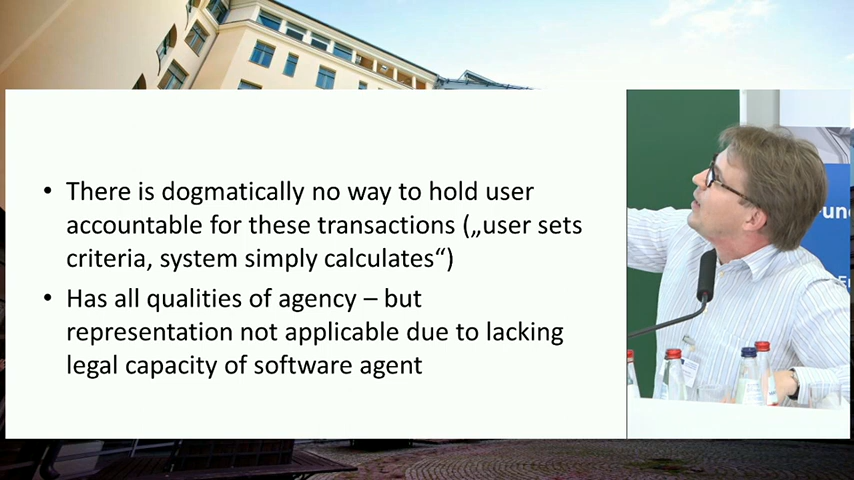 • There is dogmatically no way to hold user
accountable for these transactions („user sets
criteria, system simply calculates“)
• Has all qualities of agency – but
representation not applicable due to lacking
legal capacity of software agent